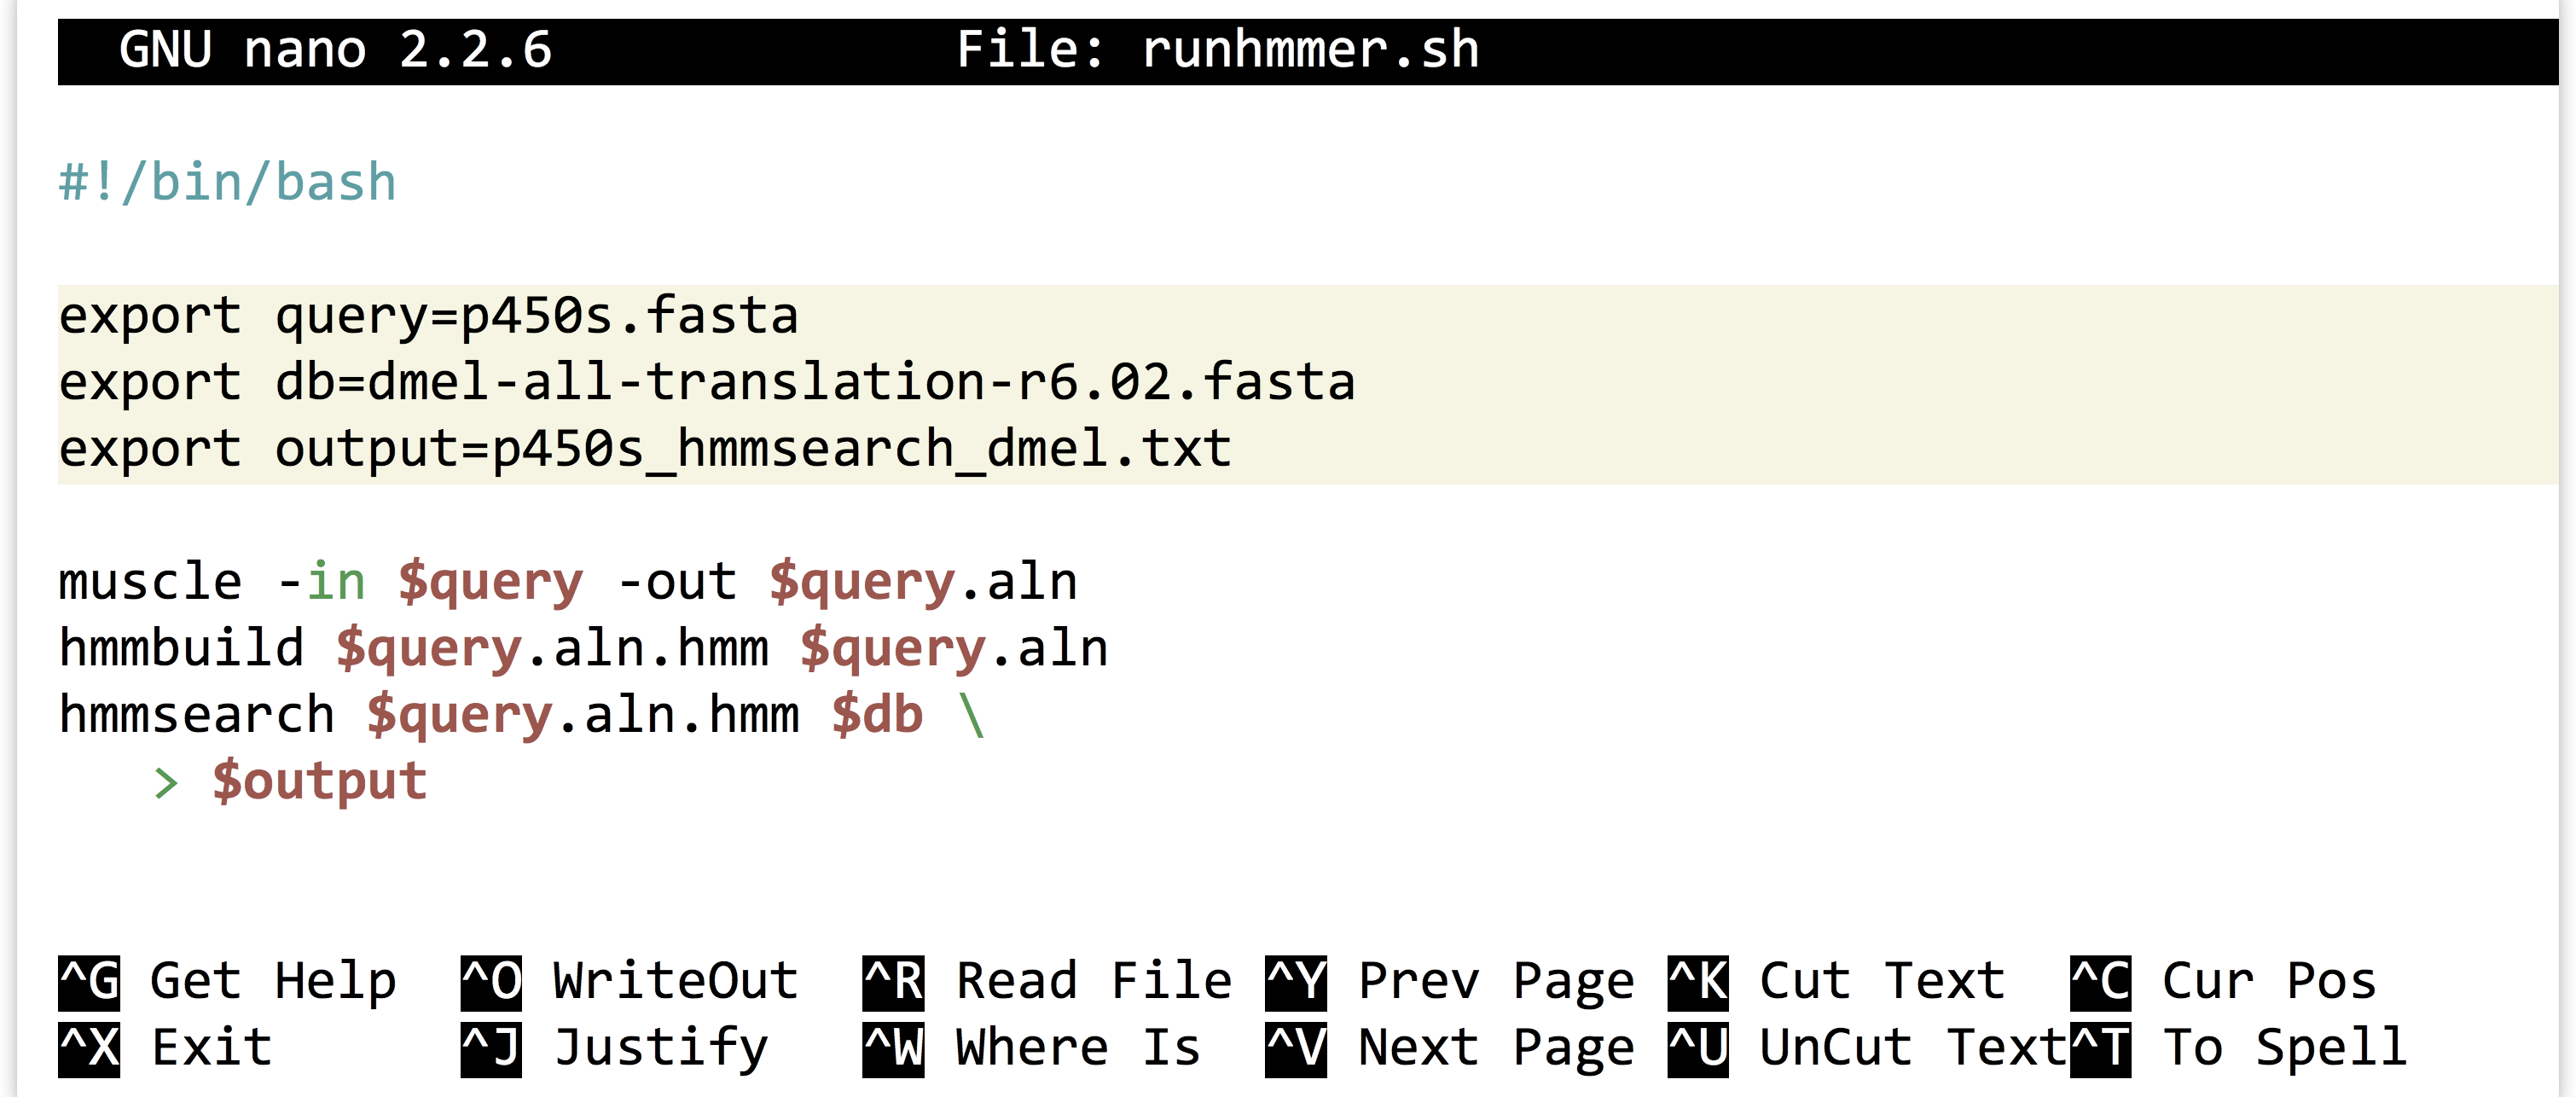 GNU nano 2.2.6 File: runhmmer.sh
#!/bin/bash
export query=p450s.fasta
export db=dmel-all-translation-r6.02.fasta
export output=p450s_hmmsearch_dmel.txt
muscle -in $query -out $query.aln
hmmbuild $query.aln.hmm $query.aln
hmmsearch $query.aln.hmm $db \
> $output
^G Get Help ^O WriteOut ^R Read File ^Y Prev Page ^K Cut Text ^C Cur Pos
^X Exit ^J Justify ^W Where Is ^V Next Page ^U UnCut Text ^T To Spell